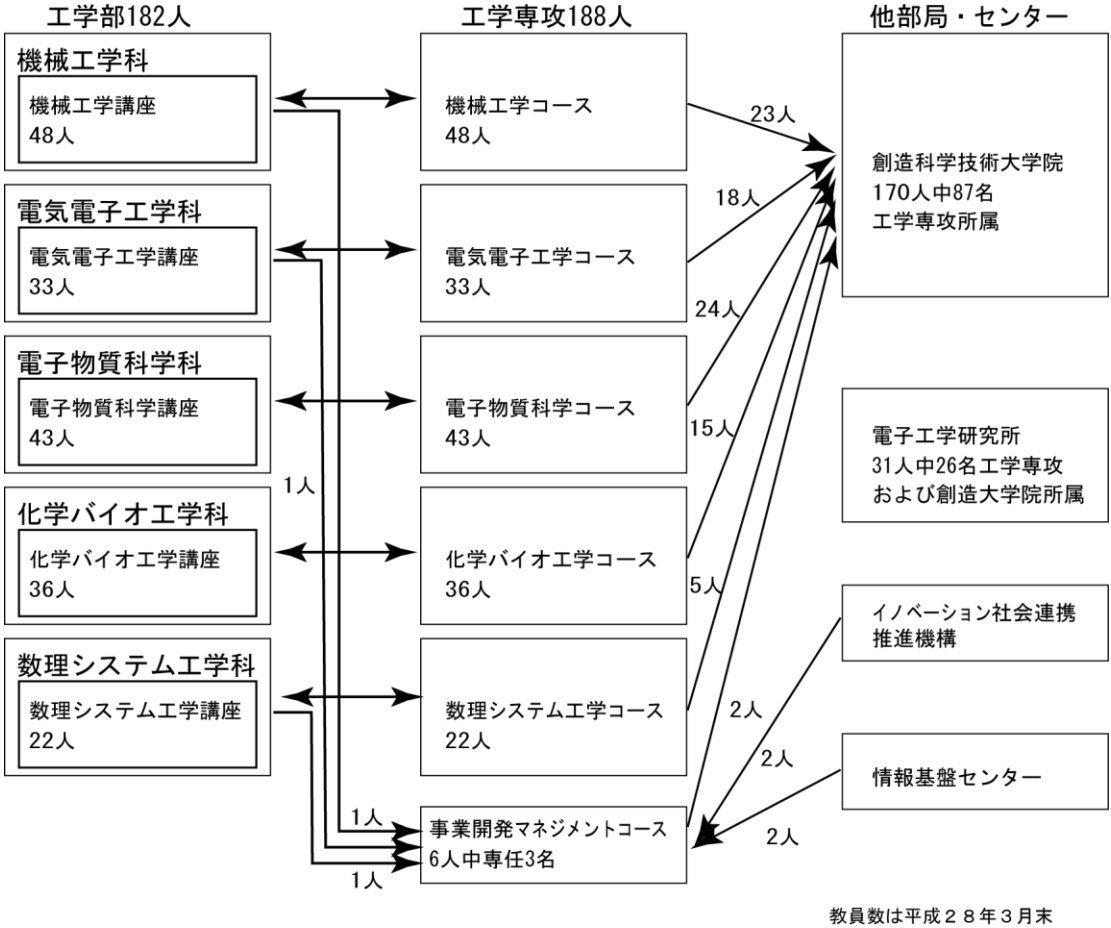 工学部182人
機械工学科
機械工学講座
48人
電気電子工学科
電気電子工学講座
33人
電子物質科学科
電子物質科学講座
43人
1人
化学バイオ工学科
化学バイオ工学講座
36人
数理システム工学科
数理システム工学講座
22人
工学専攻188人
機械工学コース
48人
電気電子工学コース
33人
電子物質科学コース
43人
化学バイオ工学コース
36人
数理システム工学コース
22人
1人
事業開発マネジメントコース
6人中専任3名
1人
23人
18人
24人
15人
5人
2人
2人
2人
他部局・センター
創造科学技術大学院
170人中87名
工学専攻所属
電子工学研究所
31人中26名工学専攻
および創造大学院所属
イノベーション社会連携
推進機構
情報基盤センター
教員数は平成28年3月末